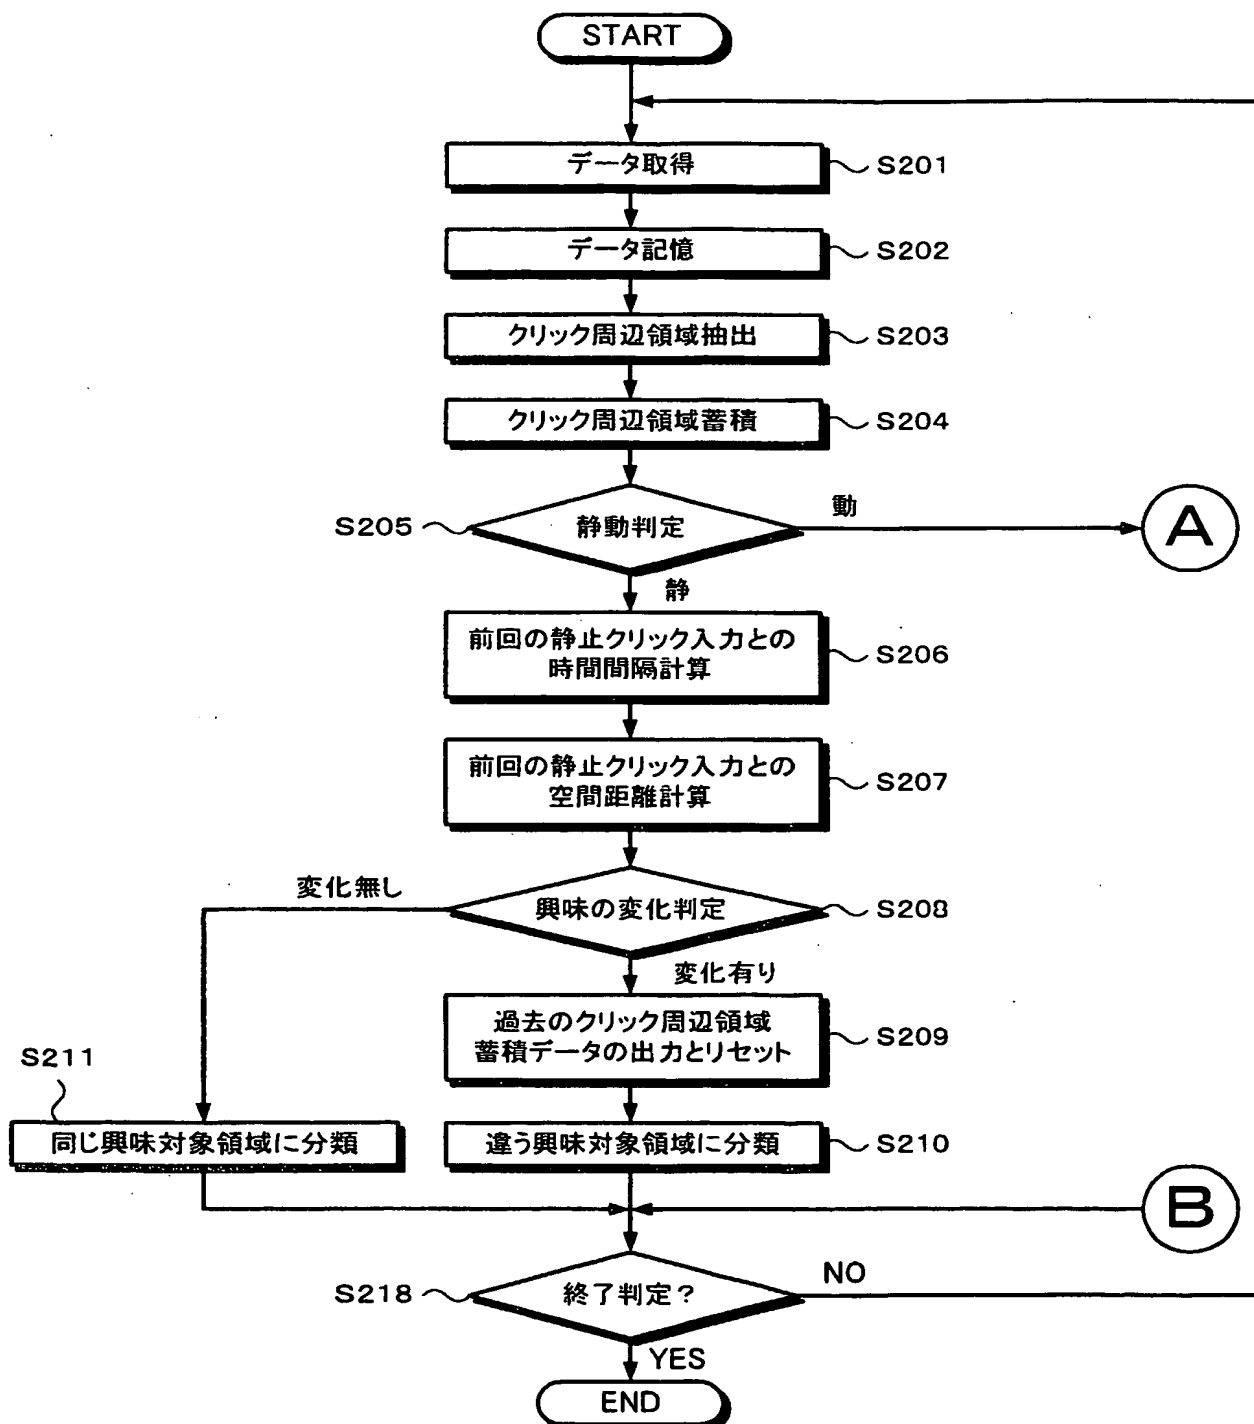 START
データ取得
S201
データ記憶
S202
クリック周辺領域抽出
S203
クリック周辺領域蓄積
S204
S205
静動判定
動
A
静
前回の静止クリック入力との
時間間隔計算
S206
前回の静止クリック入力との
空間距離計算
S207
変化無し
興味の変化判定
S208
変化有り
過去のクリック周辺領域
蓄積データの出力とリセット
S209
S211
同じ興味対象領域に分類
違う興味対象領域に分類
S210
B
S218
終了判定?
NO
YES
END